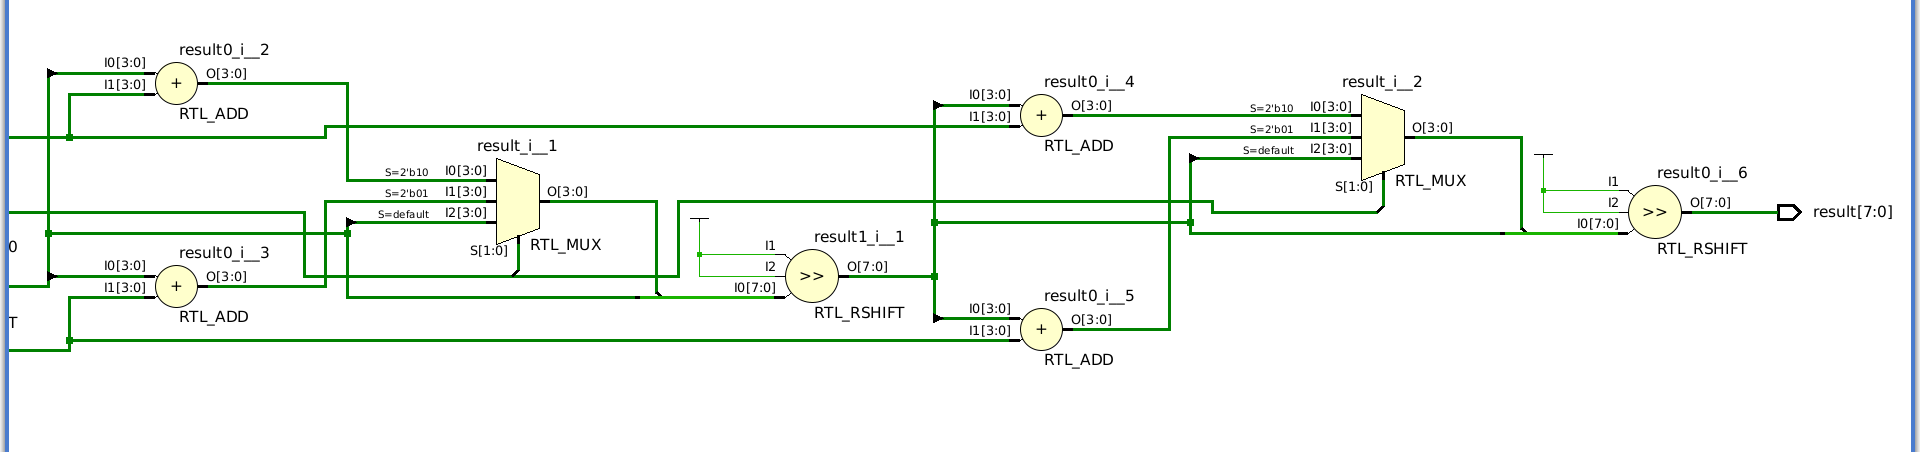 result0_i__2
I0[3:0]
I1[3:0]
+
O[3:0]
RTL_ADD
result0_i__3
I0[3:0]
I1[3:0]
+
O[3:0]
RTL_ADD
0
T
result_i__1
S=2'b10 I0[3:0]
S=2'b01 I1[3:0]
S=default I2[3:0]
O[3:0]
S[1:0]
RTL_MUX
result1_i__1
I1
I2
I0[7:0]
>>
O[7:0]
RTL_RSHIFT
result0_i__4
I0[3:0]
I1[3:0]
+
O[3:0]
RTL_ADD
result0_i__5
I0[3:0]
I1[3:0]
+
O[3:0]
RTL_ADD
result_i__2
S=2'b10 I0[3:0]
S=2'b01 I1[3:0]
S=default I2[3:0]
O[3:0]
S[1:0]
RTL_MUX
result0_i__6
I1
I2
I0[7:0]
>>
O[7:0]
RTL_RSHIFT
result[7:0]